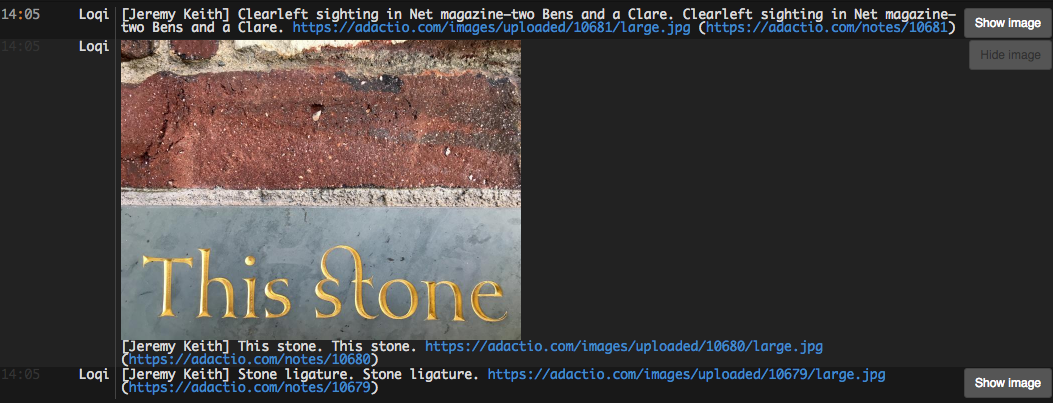 14:05 Loqi [Jeremy Keith] Clearleft sighting in Net magazine—two Bens and a Clare. Clearleft sighting in Net magazine— Show image
two Bens and a Clare. https://adactio.com/images/uploaded/10681/large.jpg (https://adactio.com/notes/10681)
14:05 Loqi Hide image
This stone
[Jeremy Keith] This stone. This stone. https://adactio.com/images/uploaded/10680/large.jpg
(https://adactio.com/notes/10680)
14:05 Loqi [Jeremy Keith] Stone ligature. Stone ligature. https://adactio.com/images/uploaded/10679/large.jpg Show image
(https://adactio.com/notes/10679)